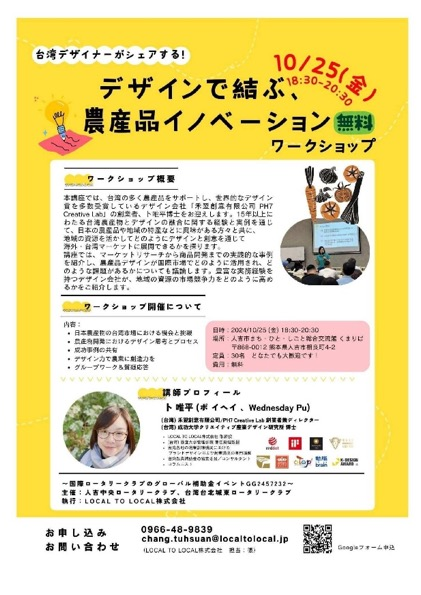 台湾デザイナーがシェアする!
10/25(金)
18:30-20:30
デザインで結ぶ、
農産品イノベーション
無料
ワークショップ
ワークショップ概要
本講座では、台湾の多くの農産品をサポートし、世界的なデザイン
賞を多数受賞しているデザイン会社「禾至創意有限公司 PH7
Creative Lab」の創業者、卜唯平博士をお迎えします。15年以上に
わたる台湾農産物とデザインの融合に関する経験と実例を通じ
て、日本の農産品や地域の特産などに興味がある方々と共に、
地域の資源を活かしてどのようにデザインと創意を通じて
海外・台湾マーケットに展開できるかを探ります。
講座では、マーケットリサーチから商品開発までの実践的な事例
を紹介し、農産品デザインが国際市場でどのように活用され、ど
のような課題があるかについても議論します。豊富な実務経験を
持つデザイン会社が、地域の資源の市場競争力をどのように高め
るかをご紹介します。
ワークショップ開催について
内容:
• 日本農産物の台湾市場における機会と挑戦
• 農産物開発におけるデザイン思考とプロセス
• 成功事例の共有
• デザイン力で農業に創造力を
• グループワーク&質疑応答
日時:2024/10/25 (金) 18:30-20:30
場所:人吉市まち・ひと・しごと総合交流館 くまりば
〒868-0012 熊本県人吉市相良町4-2
定員:30名 どなたでも大歓迎です!
費用:無料
講師プロフィール
卜 唯平 (ボ イヘイ 、Wednesday Pu)
(台湾) 禾至創意有限公司/PH7 Creative Lab 創業者兼ディレクター
(台湾) 成功大学クリエイティブ産業デザイン研究所 博士
~国際ロータリークラブのグローバル補助金イベントGG2457232~
主催:人吉中央ロータリークラブ、台湾台北城東ロータリークラブ
執行:LOCAL TO LOCAL株式会社
お申し込み
お問い合わせ
0966-48-9839
chang.tuhsuan@localtolocal.jp
(LOCAL TO LOCAL株式会社 担当:張)
Googleフォーム申込